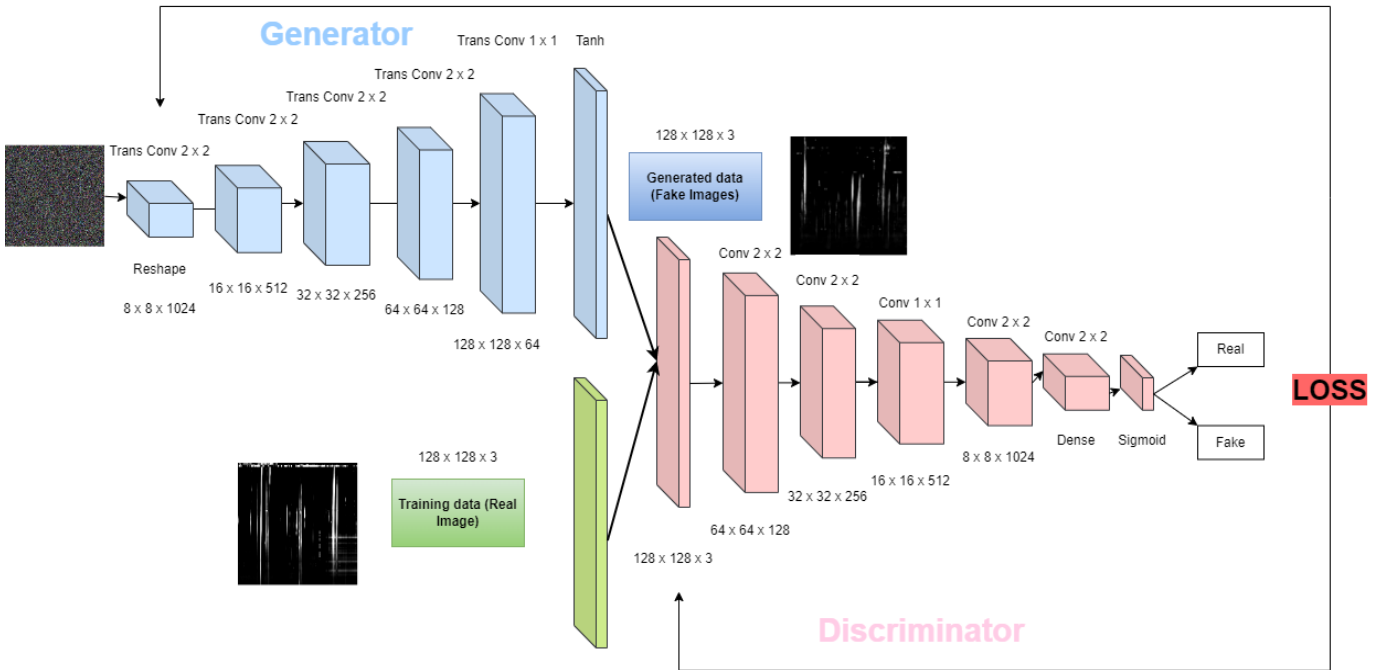 Generator
Trans Conv 1 x 1
Tanh
Trans Conv 2 x 2
Trans Conv 2 x 2
Trans Conv 2 x 2
Trans Conv 2 x 2
128 x 128 x 3
Generated data
(Fake Images)
Reshape
8 x 8 x 1024
16 x 16 x 512
32 x 32 x 256
64 x 64 x 128
128 x 128 x 64
Conv 2 x 2
Conv 2 x 2
Conv 1 x 1
Conv 2 x 2
Conv 2 x 2
Real
Fake
LOSS
Dense
Sigmoid
8 x 8 x 1024
16 x 16 x 512
32 x 32 x 256
64 x 64 x 128
128 x 128 x 3
128 x 128 x 3
Training data (Real
Image)
Discriminator